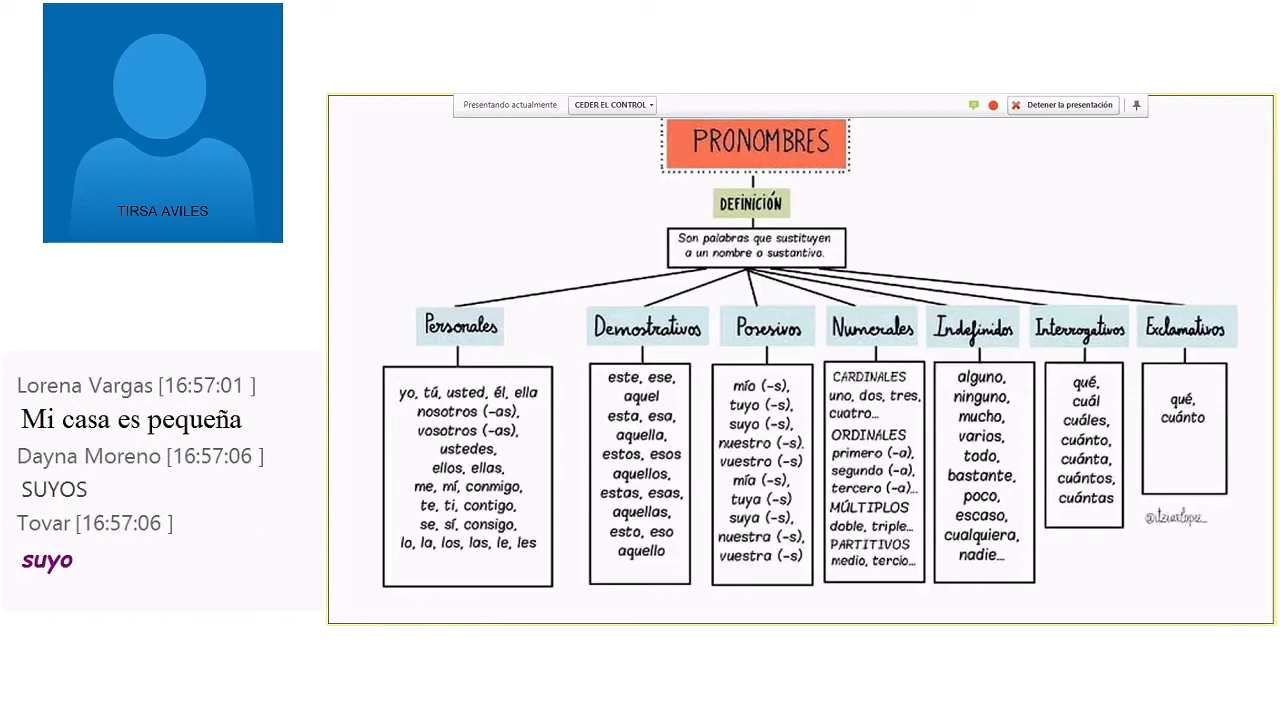 TIRSA AVILES
Lorena Vargas [16:57:01 ]
Mi casa es pequeña
Dayna Moreno [16:57:06 ]
SUYOS
Tovar [16:57:06 ]
suyo
Presentando actualmente
CEDER EL CONTROL
Detener la presentación
PRONOMBRES
DEFINICIÓN
Son palabras que sustituyen
a un nombre o sustantivo.
Personales
yo, tú, usted, él, ella
nosotros (-as),
vosotros (-as),
ustedes,
ellos, ellas,
me, mí, conmigo,
te, ti, contigo,
se, sí, consigo,
lo, la, los, las, le, les
Demostrativos
este, ese,
aquel
esta, esa,
aquella,
estos, esos
aquellos,
estas, esas,
aquellas,
esto, eso
aquello
Posesivos
mío (-s),
tuyo (-s),
suyo (-s),
nuestro (-s).
vuestro (-s)
mía (-s),
tuya (-s)
suya (-s),
nuestra (-s)
vuestra (-s)
Numerales
CARDINALES
uno, dos, tres,
cuatro...
ORDINALES
primero (-a),
segundo (-a),
tercero (-a)...
MÚLTIPLOS
doble, triple...
PARTITIVOS
medio, tercio...
Indefinidos
alguno,
ninguno,
mucho,
varios,
todo,
bastante,
poco,
escaso,
cualquiera,
nadie...
Interrogativos
qué,
cuál
cuáles,
cuánto,
cuánta,
cuántos,
cuántas
Exclamativos
qué,
cuánto